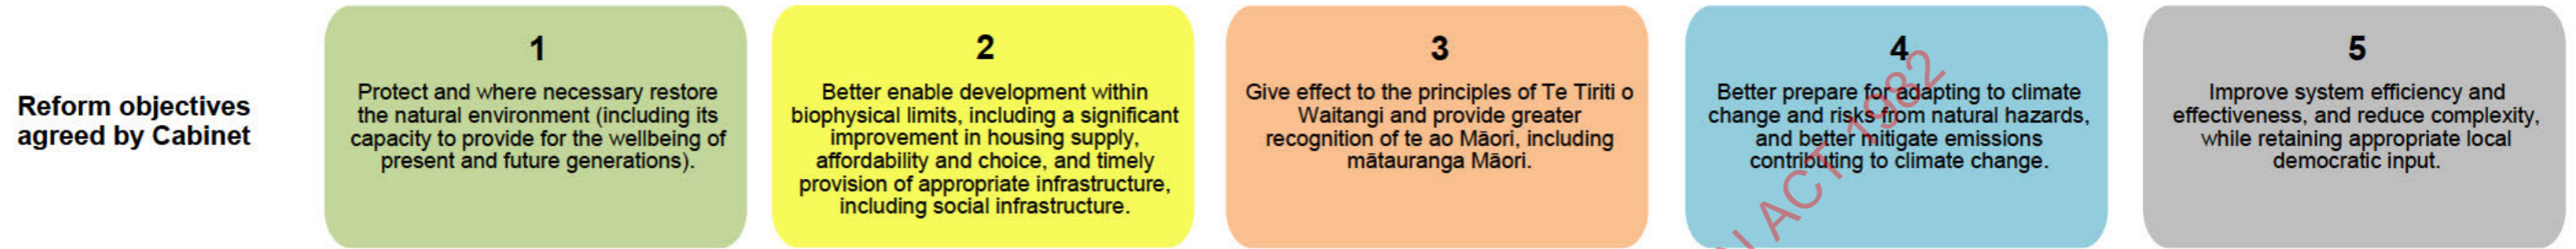 Reform objectives
agreed by Cabinet
1
Protect and where necessary restore
the natural environment (including its
capacity to provide for the wellbeing of
present and future generations).
2
Better enable development within
biophysical limits, including a significant
improvement in housing supply,
affordability and choice, and timely
provision of appropriate infrastructure,
including social infrastructure.
3
Give effect to the principles of Te Tiriti o
Waitangi and provide greater
recognition of te ao Māori, including
mātauranga Māori.
4
Better prepare for adapting to climate
change and risks from natural hazards,
and better mitigate emissions
contributing to climate change.
5
Improve system efficiency and
effectiveness, and reduce complexity,
while retaining appropriate local
democratic input.
ACT 1982